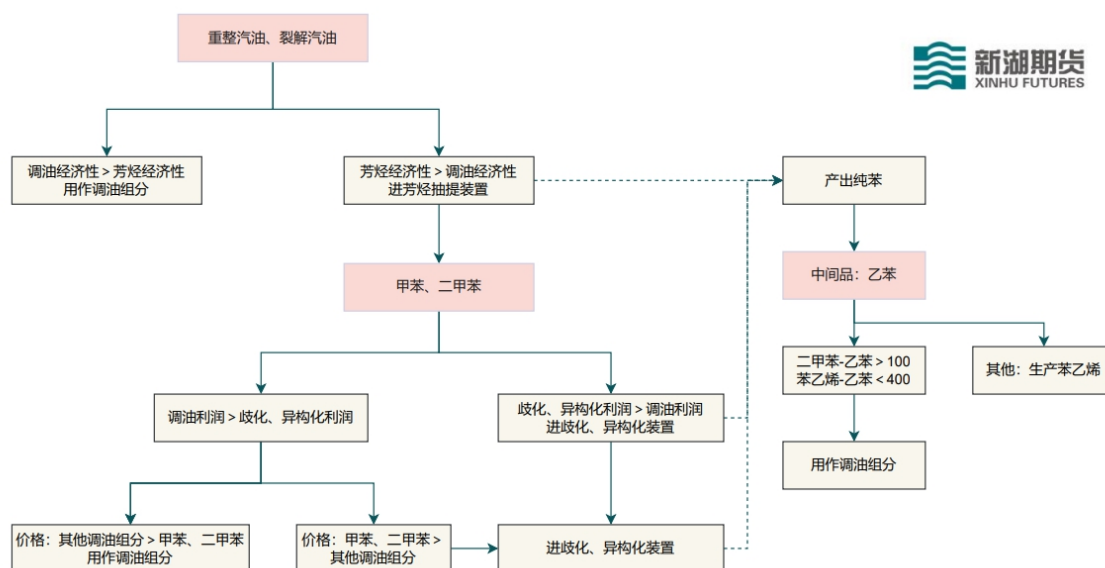 重整汽油、裂解汽油
新湖期货
XINHU FUTURES
调油经济性 > 芳烃经济性
用作调油组分
芳烃经济性 > 调油经济性
进芳烃抽提装置
产出纯苯
甲苯、二甲苯
中间品：乙苯
二甲苯-乙苯 > 100
苯乙烯-乙苯 < 400
其他：生产苯乙烯
调油利润 > 歧化、异构化利润
歧化、异构化利润 > 调油利润
进歧化、异构化装置
用作调油组分
价格：其他调油组分 > 甲苯、二甲苯
用作调油组分
价格：甲苯、二甲苯 >
其他调油组分
进歧化、异构化装置